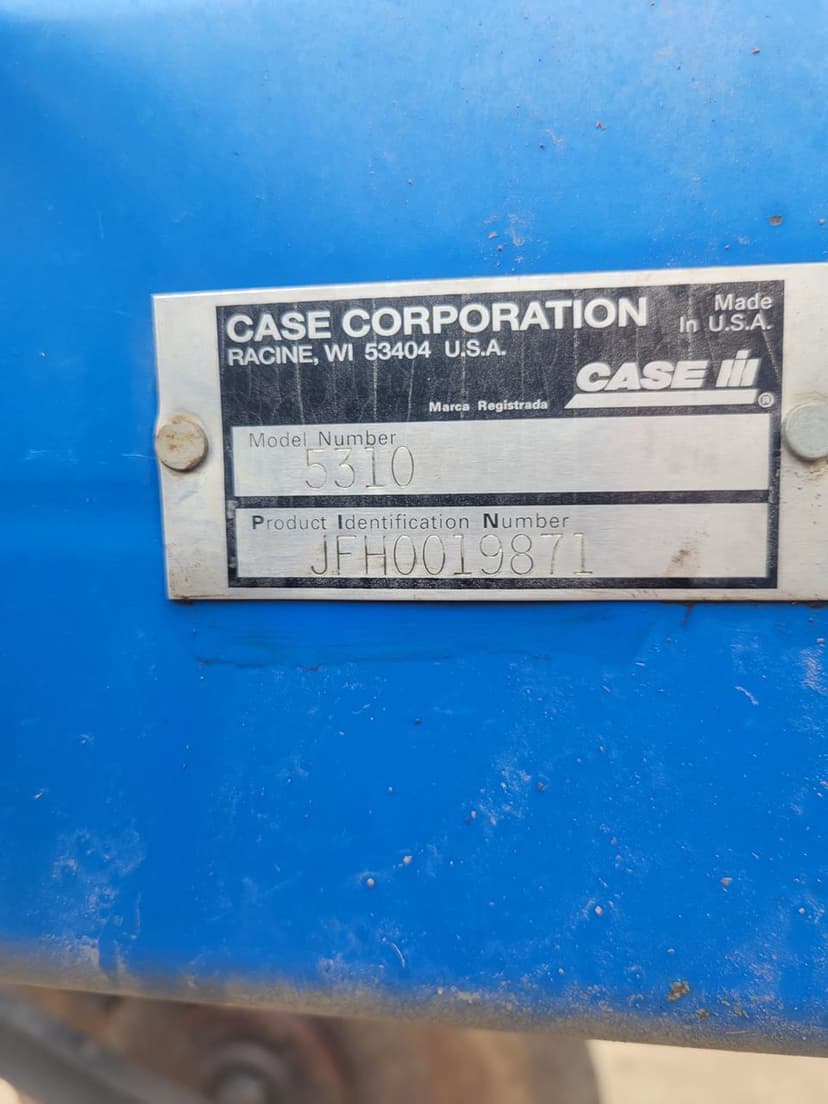 CASE CORPORATION
RACINE, WI 53404 U.S.A.
Made
In U.S.A.
CASE IH®
Marca Registrada
Model Number
5310
Product Identification Number
JFH0019871